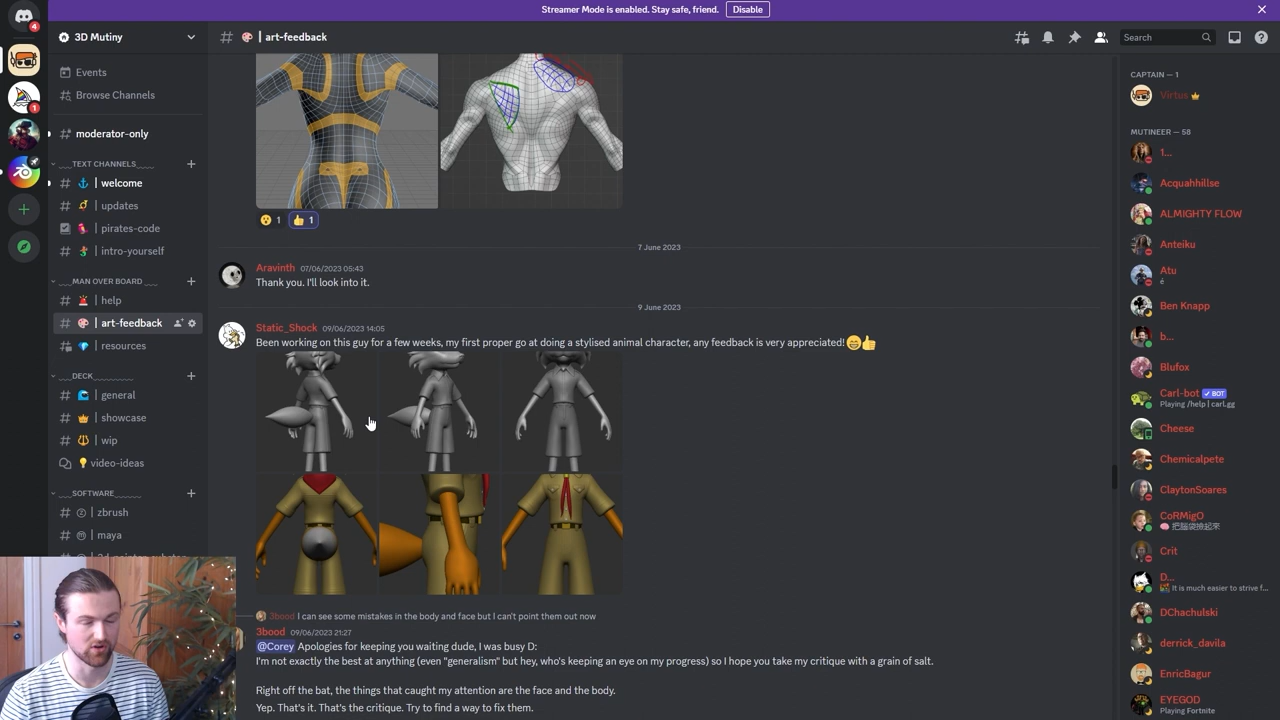 Streamer Mode is enabled. Stay safe, friend.
Disable
4
3D Mutiny
# | art-feedback
Search
Events
Browse Channels
moderator-only
1
TEXT CHANNELS
welcome
updates
pirates-code
intro-yourself
MAN OVER BOARD
help
art-feedback
resources
DECK
general
showcase
wip
video-ideas
SOFTWARE
zbrush
maya
1
1
7 June 2023
Aravinth 07/06/2023 05:43
Thank you. I'll look into it.
9 June 2023
Static_Shock 09/06/2023 14:05
Been working on this guy for a few weeks, my first proper go at doing a stylised animal character, any feedback is very appreciated!
3bood I can see some mistakes in the body and face but I can't point them out now
3bood 09/06/2023 21:27
@Corey Apologies for keeping you waiting dude, I was busy D:
I'm not exactly the best at anything (even "generalism" but hey, who's keeping an eye on my progress) so I hope you take my critique with a grain of salt.
Right off the bat, the things that caught my attention are the face and the body.
Yep. That's it. That's the critique. Try to find a way to fix them.
CAPTAIN — 1
Virtus
MUTINEER — 58
1...
Acquahhillse
ALMIGHTY FLOW
Anteiku
Atu
é
Ben Knapp
b...
Blufox
Carl-bot BOT
Playing /help | carl.gg
Cheese
Chemicalpete
ClaytonSoares
CoRMigO
Crit
D...
It is much easier to strive f...
DChachulski
derrick_davila
EnricBagur
EYEGOD
Playing Fortnite